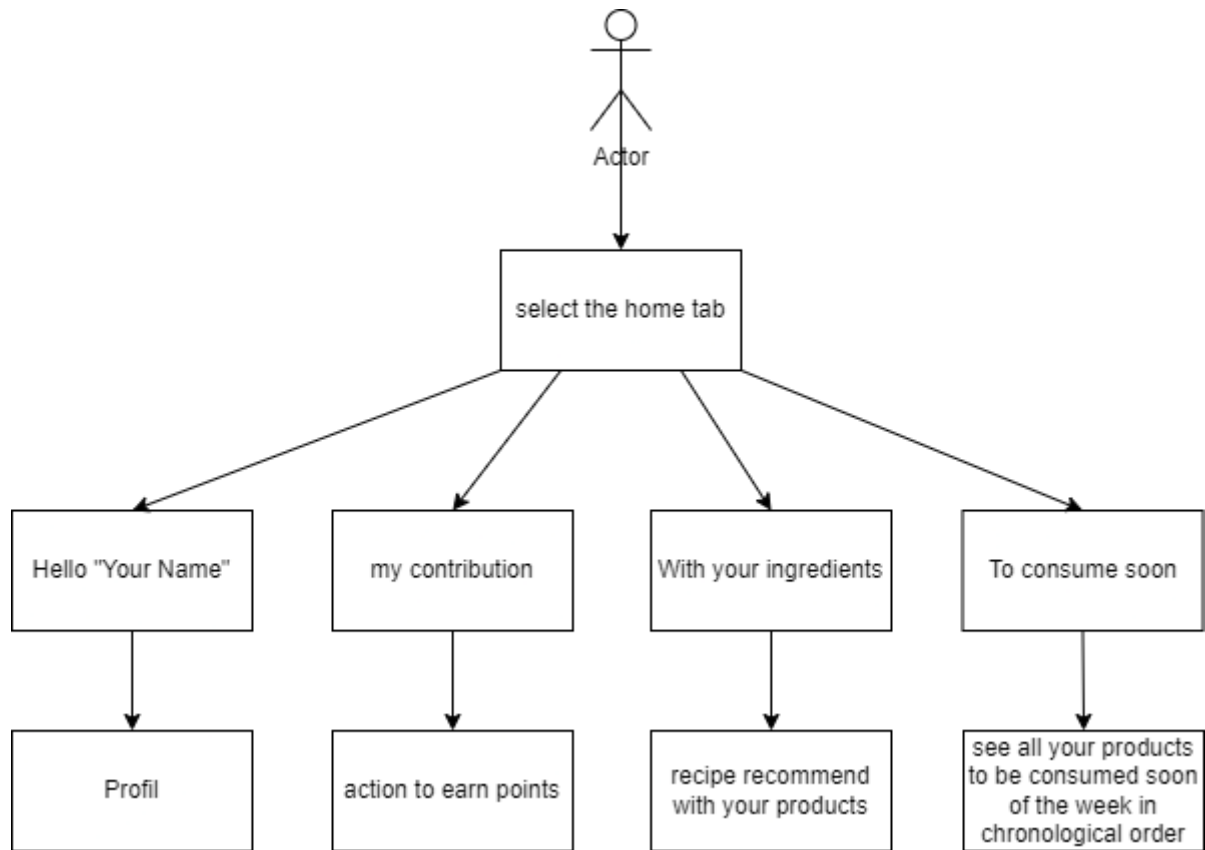 Actor
select the home tab
Hello "Your Name"
my contribution
With your ingredients
To consume soon
Profil
action to earn points
recipe recommend
with your products
see all your products
to be consumed soon
of the week in
chronological order